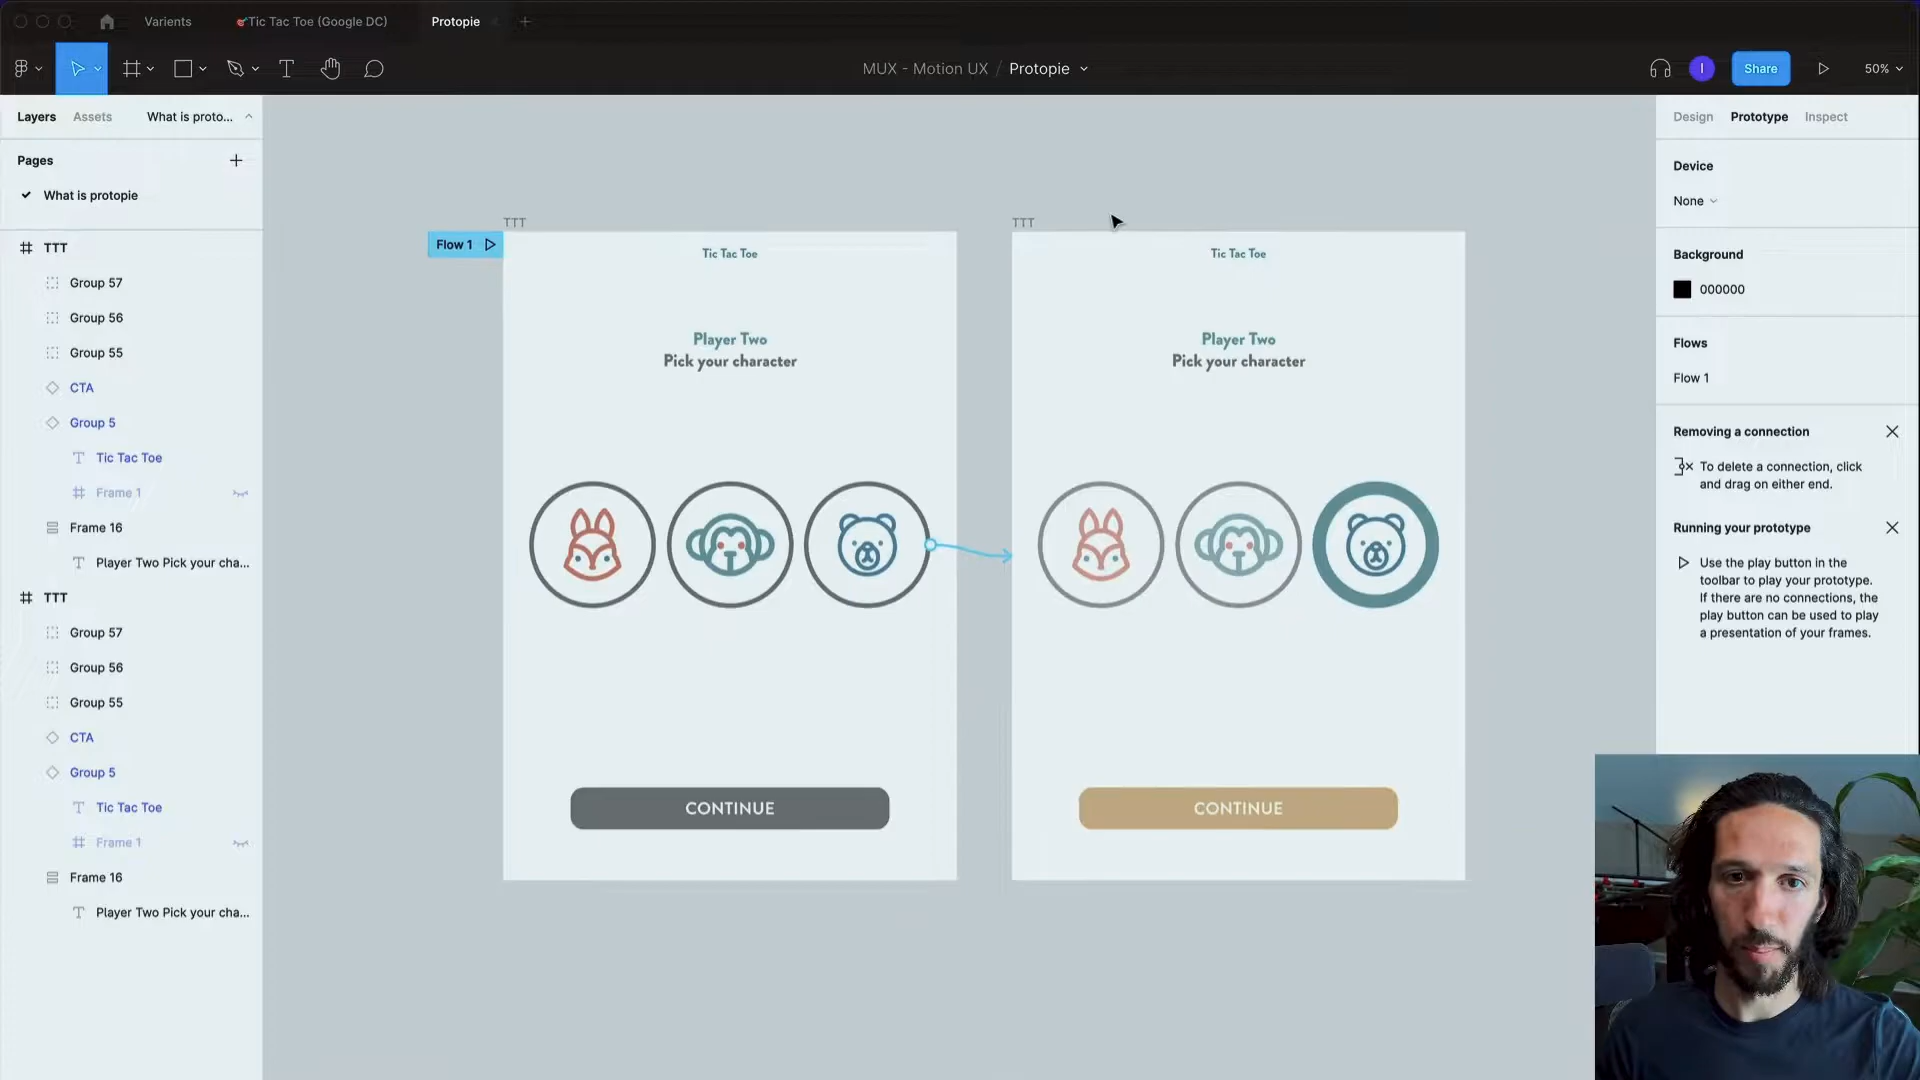 Varients
Tic Tac Toe (Google DC)
Protopie
MUX - Motion UX / Protopie
I
Share
50%
Layers
Assets
What is proto...
Pages
What is protopie
TTT
Group 57
Group 56
Group 55
CTA
Group 5
Tic Tac Toe
Frame 1
Frame 16
Player Two Pick your cha...
TTT
Group 57
Group 56
Group 55
CTA
Group 5
Tic Tac Toe
Frame 1
Frame 16
Player Two Pick your cha...
TTT
Flow 1
Tic Tac Toe
Player Two
Pick your character
CONTINUE
TTT
Tic Tac Toe
Player Two
Pick your character
CONTINUE
Design
Prototype
Inspect
Device
None
Background
000000
Flows
Flow 1
Removing a connection
To delete a connection, click
and drag on either end.
Running your prototype
Use the play button in the
toolbar to play your prototype.
If there are no connections, the
play button can be used to play
a presentation of your frames.